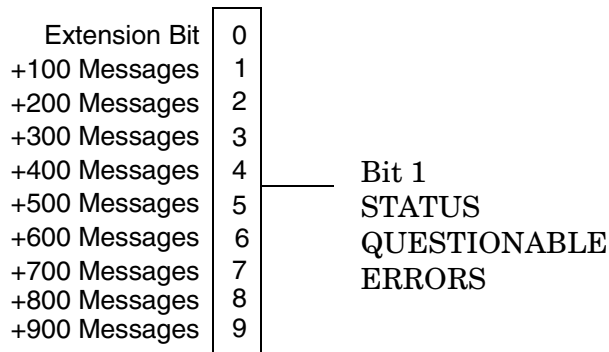 Extension Bit 0
+100 Messages 1
+200 Messages 2
+300 Messages 3
+400 Messages 4
+500 Messages 5
+600 Messages 6
+700 Messages 7
+800 Messages 8
+900 Messages 9
Bit 1
STATUS
QUESTIONABLE
ERRORS